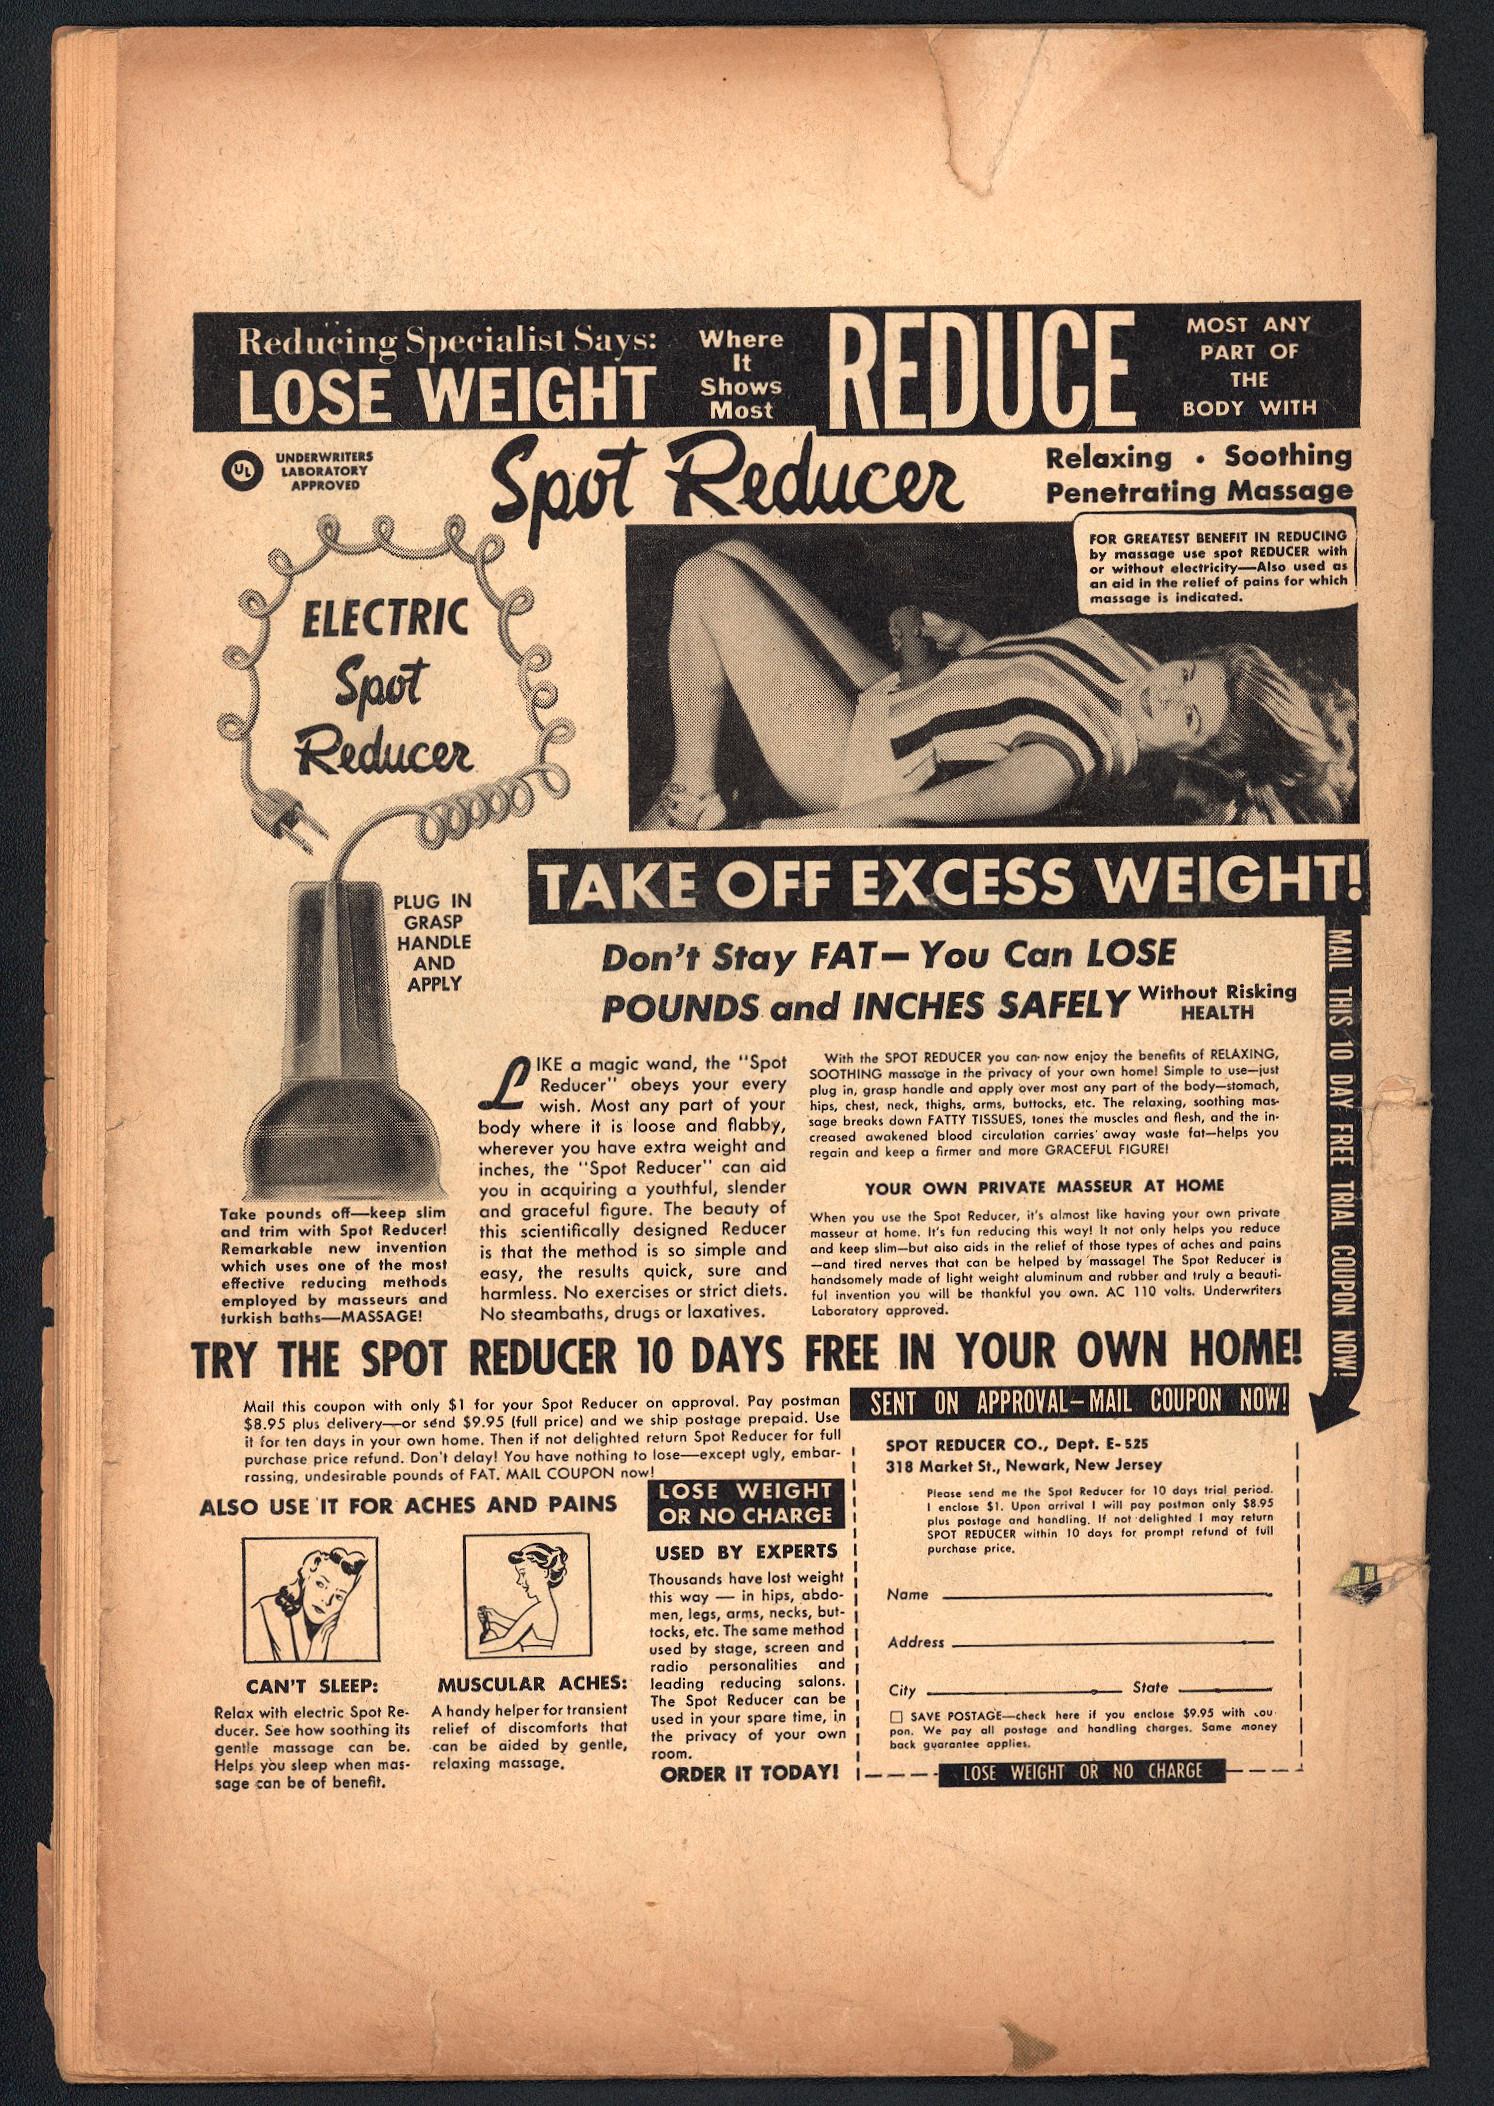 Reducing Specialist Says:
LOSE WEIGHT
Where
It
Shows
Most
REDUCE
MOST ANY
PART OF
THE
BODY WITH
UL
UNDERWRITERS
LABORATORY
APPROVED
Spot Reducer
Relaxing • Soothing
Penetrating Massage
FOR GREATEST BENEFIT IN REDUCING
by massage use spot REDUCER with
or without electricity—Also used as
an aid in the relief of pains for which
massage is indicated.
ELECTRIC
Spot
Reducer
PLUG IN
GRASP
HANDLE
AND
APPLY
TAKE OFF EXCESS WEIGHT!
Don't Stay FAT—You Can LOSE
POUNDS and INCHES SAFELY Without Risking
HEALTH
MAIL THIS 10 DAY FREE TRIAL COUPON NOW!
Take pounds off—keep slim
and trim with Spot Reducer!
Remarkable new invention
which uses one of the most
effective reducing methods
employed by masseurs and
turkish baths—MASSAGE!
LIKE a magic wand, the "Spot
Reducer" obeys your every
wish. Most any part of your
body where it is loose and flabby,
wherever you have extra weight and
inches, the "Spot Reducer" can aid
you in acquiring a youthful, slender
and graceful figure. The beauty of
this scientifically designed Reducer
is that the method is so simple and
easy, the results quick, sure and
harmless. No exercises or strict diets.
No steambaths, drugs or laxatives.
With the SPOT REDUCER you can now enjoy the benefits of RELAXING,
SOOTHING massage in the privacy of your own home! Simple to use—just
plug in, grasp handle and apply over most any part of the body—stomach,
hips, chest, neck, thighs, arms, buttocks, etc. The relaxing, soothing mas-
sage breaks down FATTY TISSUES, tones the muscles and flesh, and the in-
creased awakened blood circulation carries away waste fat—helps you
regain and keep a firmer and more GRACEFUL FIGURE!
YOUR OWN PRIVATE MASSEUR AT HOME
When you use the Spot Reducer, it's almost like having your own private
masseur at home. It's fun reducing this way! It not only helps you reduce
and keep slim—but also aids in the relief of those types of aches and pains
—and tired nerves that can be helped by massage! The Spot Reducer is
handsomely made of light weight aluminum and rubber and truly a beauti-
ful invention you will be thankful you own. AC 110 volts. Underwriters
Laboratory approved.
TRY THE SPOT REDUCER 10 DAYS FREE IN YOUR OWN HOME!
Mail this coupon with only $1 for your Spot Reducer on approval. Pay postman
$8.95 plus delivery—or send $9.95 (full price) and we ship postage prepaid. Use
it for ten days in your own home. Then if not delighted return Spot Reducer for full
purchase price refund. Don't delay! You have nothing to lose—except ugly, embar-
rassing, undesirable pounds of FAT. MAIL COUPON now!
ALSO USE IT FOR ACHES AND PAINS
CAN'T SLEEP:
Relax with electric Spot Re-
ducer. See how soothing its
gentle massage can be.
Helps you sleep when mas-
sage can be of benefit.
MUSCULAR ACHES:
A handy helper for transient
relief of discomforts that
can be aided by gentle,
relaxing massage.
LOSE WEIGHT
OR NO CHARGE
USED BY EXPERTS
Thousands have lost weight
this way — in hips, abdo-
men, legs, arms, necks, but-
tocks, etc. The same method
used by stage, screen and
radio personalities and
leading reducing salons.
The Spot Reducer can be
used in your spare time, in
the privacy of your own
room.
ORDER IT TODAY!
SENT ON APPROVAL—MAIL COUPON NOW!
SPOT REDUCER CO., Dept. E-525
318 Market St., Newark, New Jersey
Please send me the Spot Reducer for 10 days trial period.
I enclose $1. Upon arrival I will pay postman only $8.95
plus postage and handling. If not delighted I may return
SPOT REDUCER within 10 days for prompt refund of full
purchase price.
Name
Address
City State
SAVE POSTAGE—check here if you enclose $9.95 with cou-
pon. We pay all postage and handling charges. Same money
back guarantee applies.
LOSE WEIGHT OR NO CHARGE